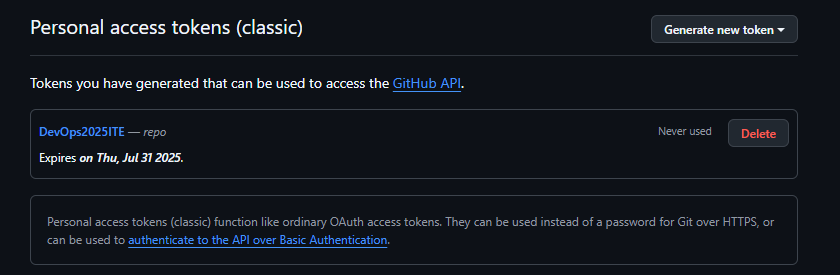 Personal access tokens (classic)
Generate new token
Tokens you have generated that can be used to access the GitHub API.
DevOps2025ITE — repo
Never used
Delete
Expires on Thu, Jul 31 2025.
Personal access tokens (classic) function like ordinary OAuth access tokens. They can be used instead of a password for Git over HTTPS, or
can be used to authenticate to the API over Basic Authentication.